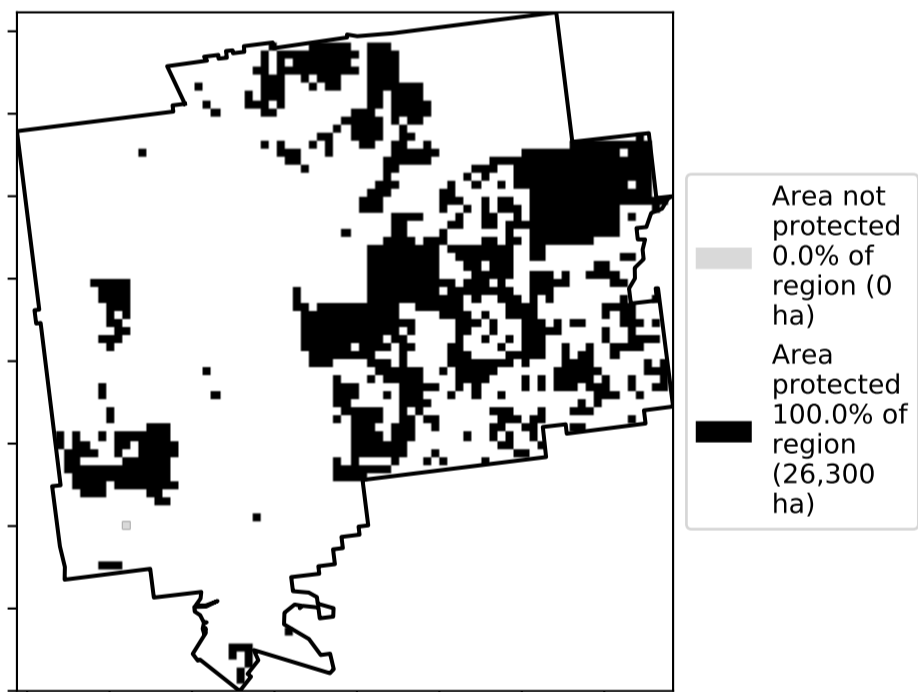 Area not
protected
0.0% of
region (0
ha)
Area
protected
100.0% of
region
(26,300
ha)